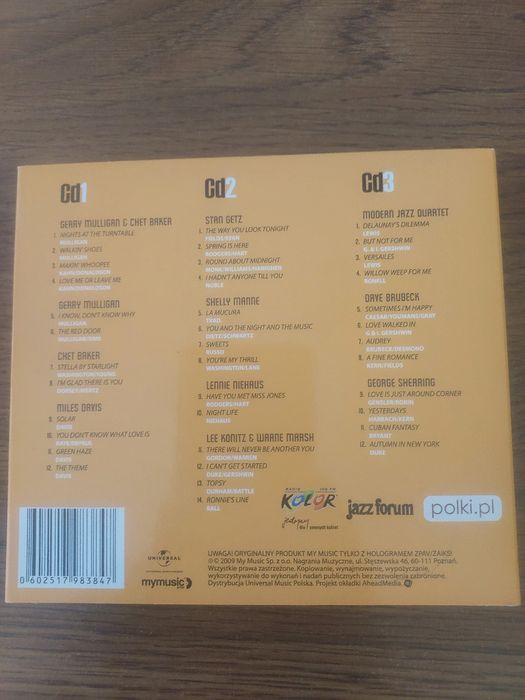 Cd1
GERRY MULLIGAN & CHET BAKER
1. NIGHTS AT THE TURNTABLE
MULLIGAN
2. WALKIN' SHOES
MULLIGAN
3. MAKIN' WHOOPEE
KAHN/DONALDSON
4. LOVE ME OR LEAVE ME
KAHN/DONALDSON
GERRY MULLIGAN
5. I KNOW, DON'T KNOW WHY
MULLIGAN
6. THE RED DOOR
MULLIGAN/SIMS
CHET BAKER
7. STELLA BY STARLIGHT
WASHINGTON/YOUNG
8. I'M GLAD THERE IS YOU
DORSEY/MERTZ
MILES DAVIS
9. SOLAR
DAVIS
10. YOU DON'T KNOW WHAT LOVE IS
RAYE/DEPAUL
11. GREEN HAZE
DAVIS
12. THE THEME
DAVIS
Cd2
STAN GETZ
1. THE WAY YOU LOOK TONIGHT
FIELDS/KERN
2. SPRING IS HERE
RODGERS/HART
3. ROUND ABOUT MIDNIGHT
MONK/WILLIAMS/HANIGHEN
4. I HADN'T ANYONE TILL YOU
NOBLE
SHELLY MANNE
5. LA MUCURA
6. YOU AND THE NIGHT AND THE MUSIC
DIETZ/SCHWARTZ
7. SWEETS
RUSSO
8. YOU'RE MY THRILL
WASHINGTON/LANE
LENNIE NIEHAUS
9. HAVE YOU MET MISS JONES
RODGERS/HART
10. NIGHT LIFE
NIEHAUS
LEE KONITZ & WARNE MARSH
11. THERE WILL NEVER BE ANOTHER YOU
GORDON/WARREN
12. I CAN'T GET STARTED
DUKE/GERSHWIN
13. TOPSY
DURHAM/BATTLE
14. RONNIE'S LINE
BALL
Cd3
MODERN JAZZ QUARTET
1. DELAUNAY'S DILEMMA
LEWIS
2. BUT NOT FOR ME
G. & I. GERSHWIN
3. VERSAILES
LEWIS
4. WILLOW WEEP FOR ME
RONELL
DAVE BRUBECK
5. SOMETIMES I'M HAPPY
CAESAR/YOUMANS/GRAY
6. LOVE WALKED IN
G & I. GERSHWIN
7. AUDREY
BRUBECK/DESMOND
8. A FINE ROMANCE
KERN/FIELDS
GEORGE SHEARING
9. LOVE IS JUST AROUND CORNER
GENSLER/ROBIN
10. YESTERDAYS
HARBACH/KERN
11. CUBAN FANTASY
BRYANT
12. AUTUMN IN NEW YORK
DUKE
RADIO
KOLOR
jedyny
dla zmiennych kobiet
jazz forum
polki.pl
0 602517 983847
UNIVERSAL
mymusic
UWAGA! ORYGINALNY PRODUKT MY MUSIC TYLKO Z HOLOGRAMEM ZPAV/ZAIKS!
℗ © 2009 My Music Sp. z o.o. Nagrania Muzyczne, ul. Stęszewska 46, 60-111 Poznań.
Wszystkie prawa zastrzeżone. Kopiowanie, wynajmowanie, wypożyczanie,
wykorzystywanie do wykonań i nadań publicznych bez zezwolenia zabronione.
Dystrybucja Universal Music Polska. Projekt okładki AheadMedia.